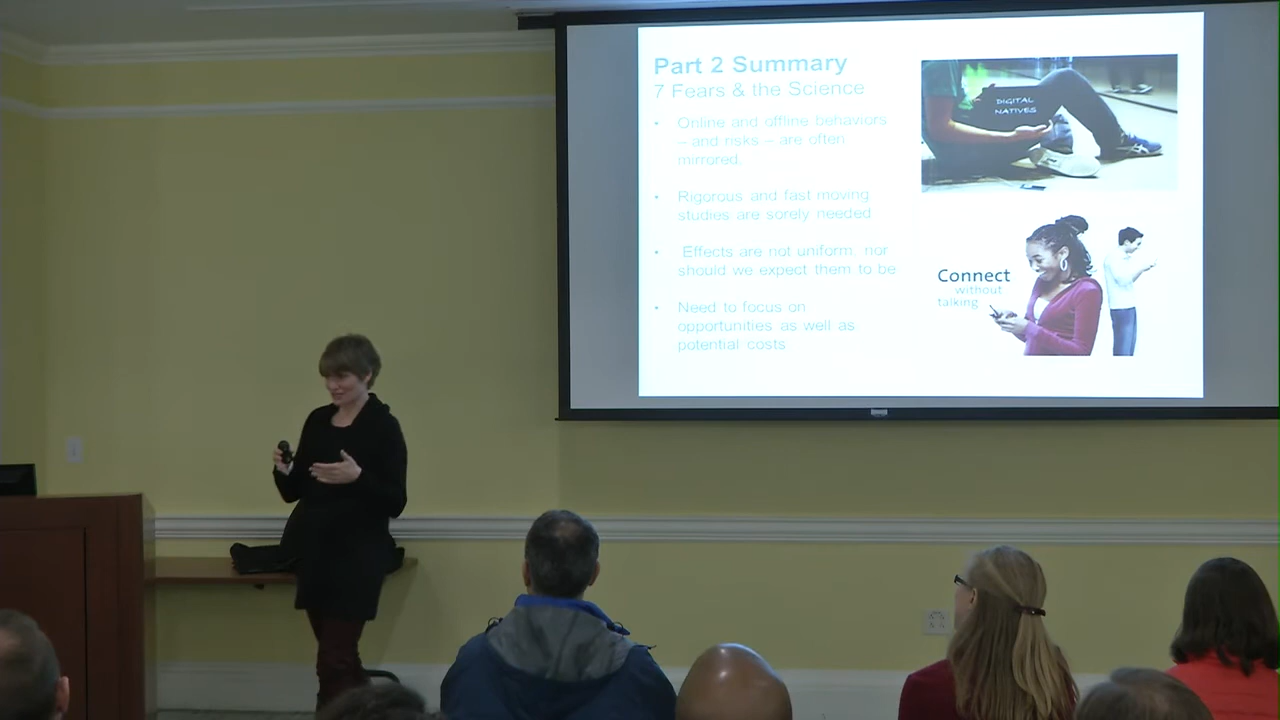 Part 2 Summary
7 Fears & the Science
• Online and offline behaviors
– and risks – are often
mirrored.
• Rigorous and fast moving
studies are sorely needed
• Effects are not uniform, nor
should we expect them to be
• Need to focus on
opportunities as well as
potential costs
DIGITAL
NATIVES
Connect
without
talking